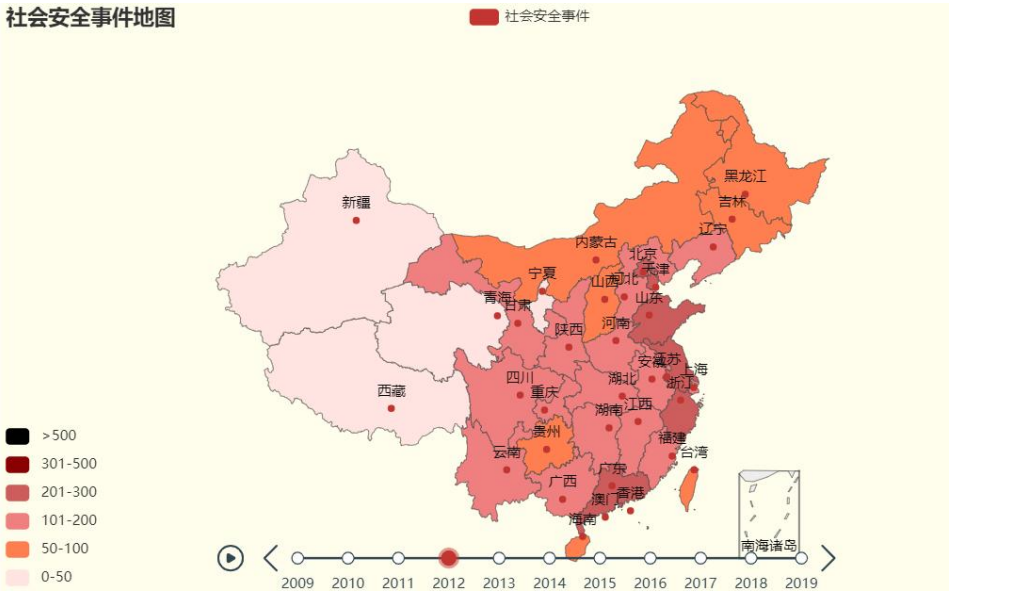 社会安全事件地图
社会安全事件
黑龙江
吉林
新疆
辽宁
内蒙古
北京
天津
宁夏
山西
河北
青海
甘肃
山东
陕西
河南
安徽
江苏
上海
四川
湖北
浙江
西藏
重庆
湖南
江西
贵州
福建
云南
台湾
广东
广西
澳门
香港
海南
南海诸岛
>500
301-500
201-300
101-200
50-100
0-50
2009 2010 2011 2012 2013 2014 2015 2016 2017 2018 2019